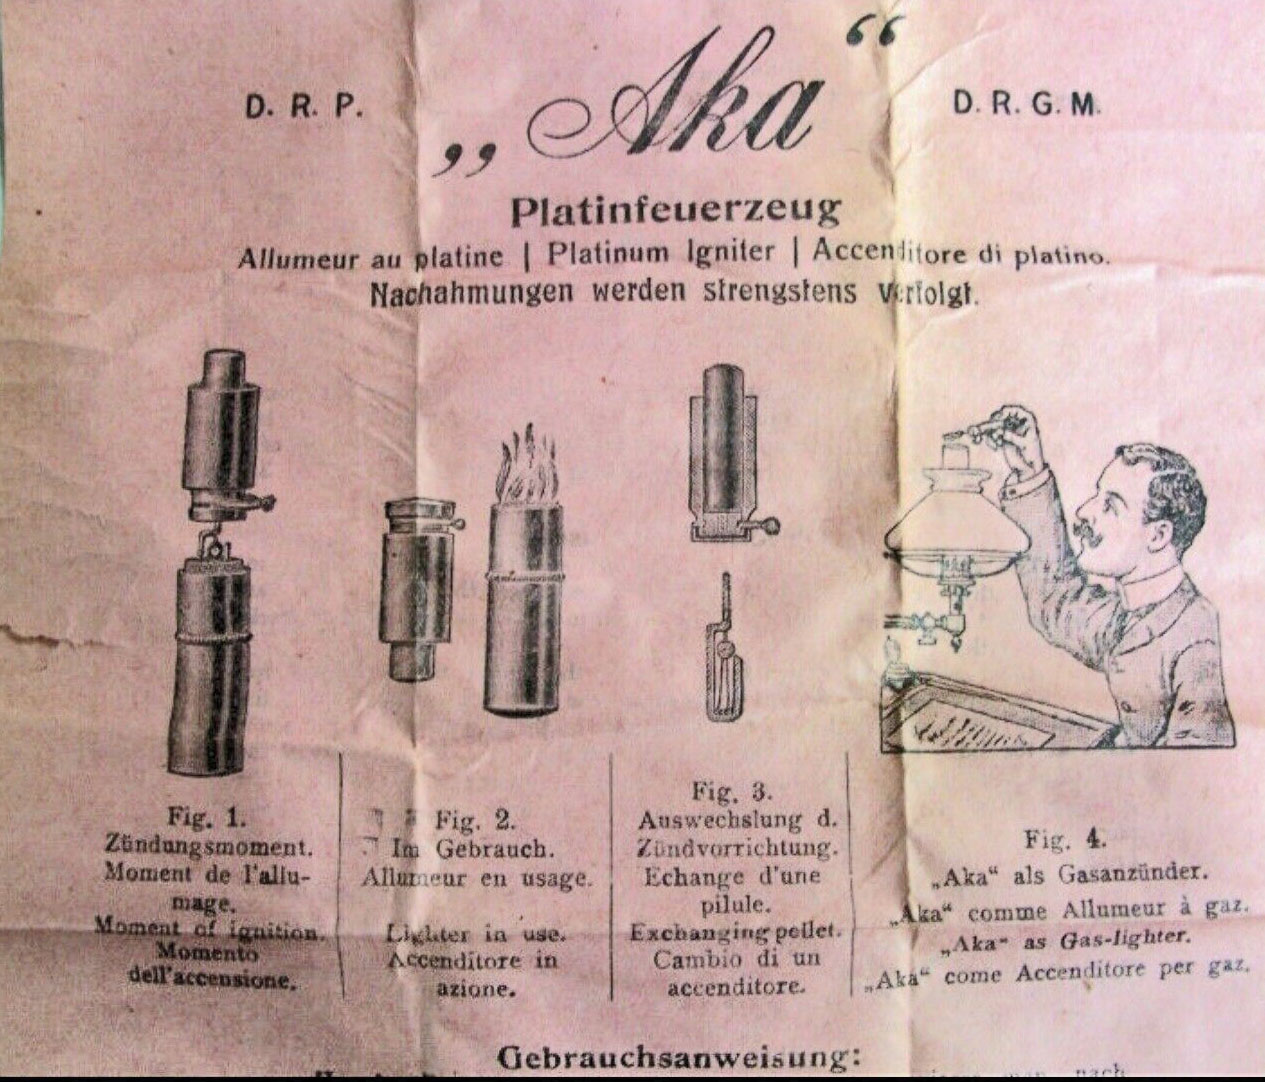 D. R. P.
„Aka“
D. R. G. M.
Platinfeuerzeug
Allumeur au platine | Platinum Igniter | Accenditore di platino.
Nachahmungen werden strengstens verfolgt.
Fig. 1.
Zündungsmoment.
Moment de l'allu-
mage.
Moment of ignition.
Momento
dell'accensione.
Fig. 2.
Im Gebrauch.
Allumeur en usage.
Lighter in use.
Accenditore in
azione.
Fig. 3.
Auswechslung d.
Zündvorrichtung.
Echange d'une
pilule.
Exchanging pellet.
Cambio di un
accenditore.
Fig. 4.
„Aka“ als Gasanzünder.
„Aka“ comme Allumeur à gaz.
„Aka“ as Gas-lighter.
„Aka“ come Accenditore per gaz.
Gebrauchsanweisung:
nach